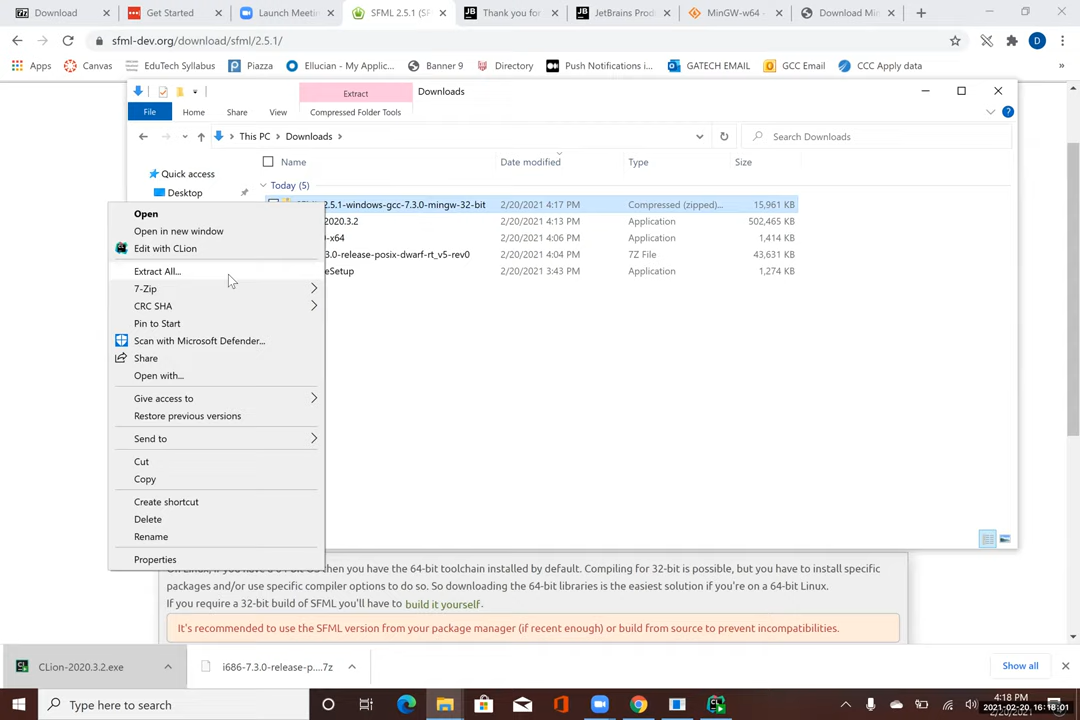 Download
Get Started
Launch Meeti
SFML 2.5.1 (S
Thank you for
JetBrains Prod
MinGW-w64 -
Download Min
sfml-dev.org/download/sfml/2.5.1/
Apps
Canvas
EduTech Syllabus
Piazza
Ellucian - My Applic...
Banner 9
Directory
Push Notifications i...
GATECH EMAIL
GCC Email
CCC Apply data
»
Extract
Downloads
File
Home
Share
View
Compressed Folder Tools
This PC
Downloads
Search Downloads
Name
Date modified
Type
Size
Quick access
Today (5)
Desktop
2.5.1-windows-gcc-7.3.0-mingw-32-bit
2/20/2021 4:17 PM
Compressed (zipped)...
15,961 KB
2020.3.2
2/20/2021 4:13 PM
Application
502,465 KB
-x64
2/20/2021 4:06 PM
Application
1,414 KB
3.0-release-posix-dwarf-rt_v5-rev0
2/20/2021 4:04 PM
7Z File
43,631 KB
eSetup
2/20/2021 3:43 PM
Application
1,274 KB
Open
Open in new window
Edit with CLion
Extract All...
7-Zip
CRC SHA
Pin to Start
Scan with Microsoft Defender...
Share
Open with...
Give access to
Restore previous versions
Send to
Cut
Copy
Create shortcut
Delete
Rename
Properties
then you have the 64-bit toolchain installed by default. Compiling for 32-bit is possible, but you have to install specific
packages and/or use specific compiler options to do so. So downloading the 64-bit libraries is the easiest solution if you're on a 64-bit Linux.
If you require a 32-bit build of SFML you'll have to build it yourself.
It's recommended to use the SFML version from your package manager (if recent enough) or build from source to prevent incompatibilities.
CLion-2020.3.2.exe
i686-7.3.0-release-p....7z
Show all
Type here to search
4:18 PM
2021-02-20, 16:18:01